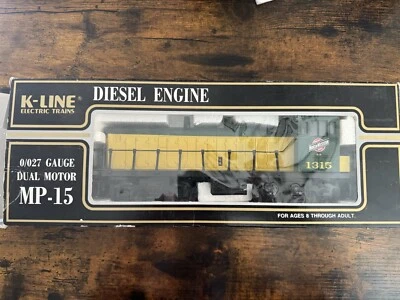 K-LINE®
ELECTRIC TRAINS
DIESEL ENGINE
.0/027 GAUGE
DUAL MOTOR
MP-15
1315
FOR AGES 8 THROUGH ADULT.